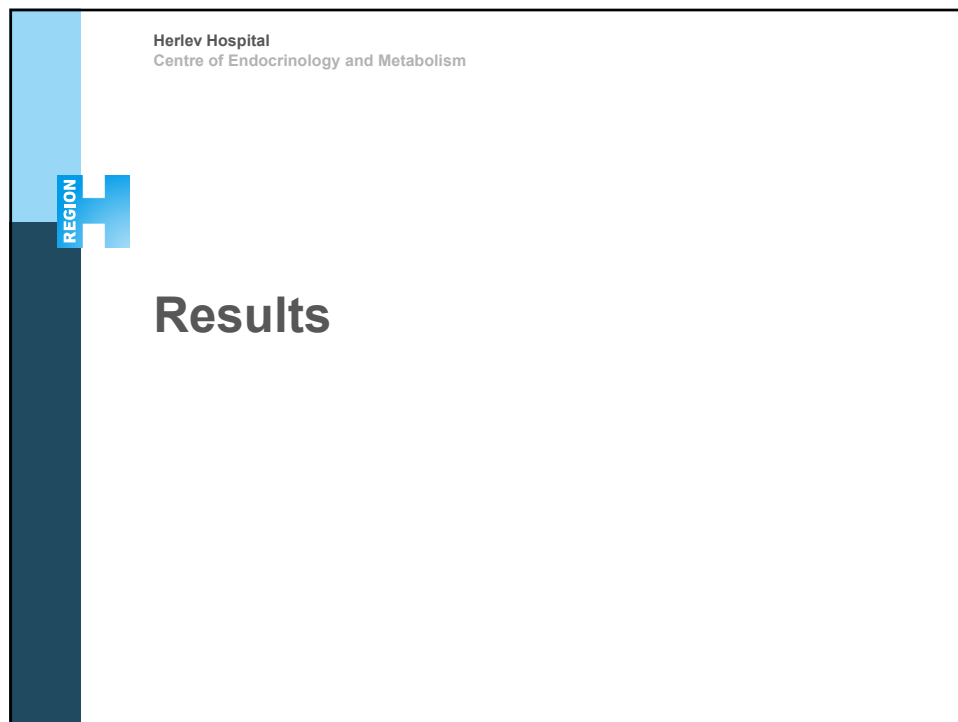 Herlev Hospital
Centre of Endocrinology and Metabolism
REGION
H
Results